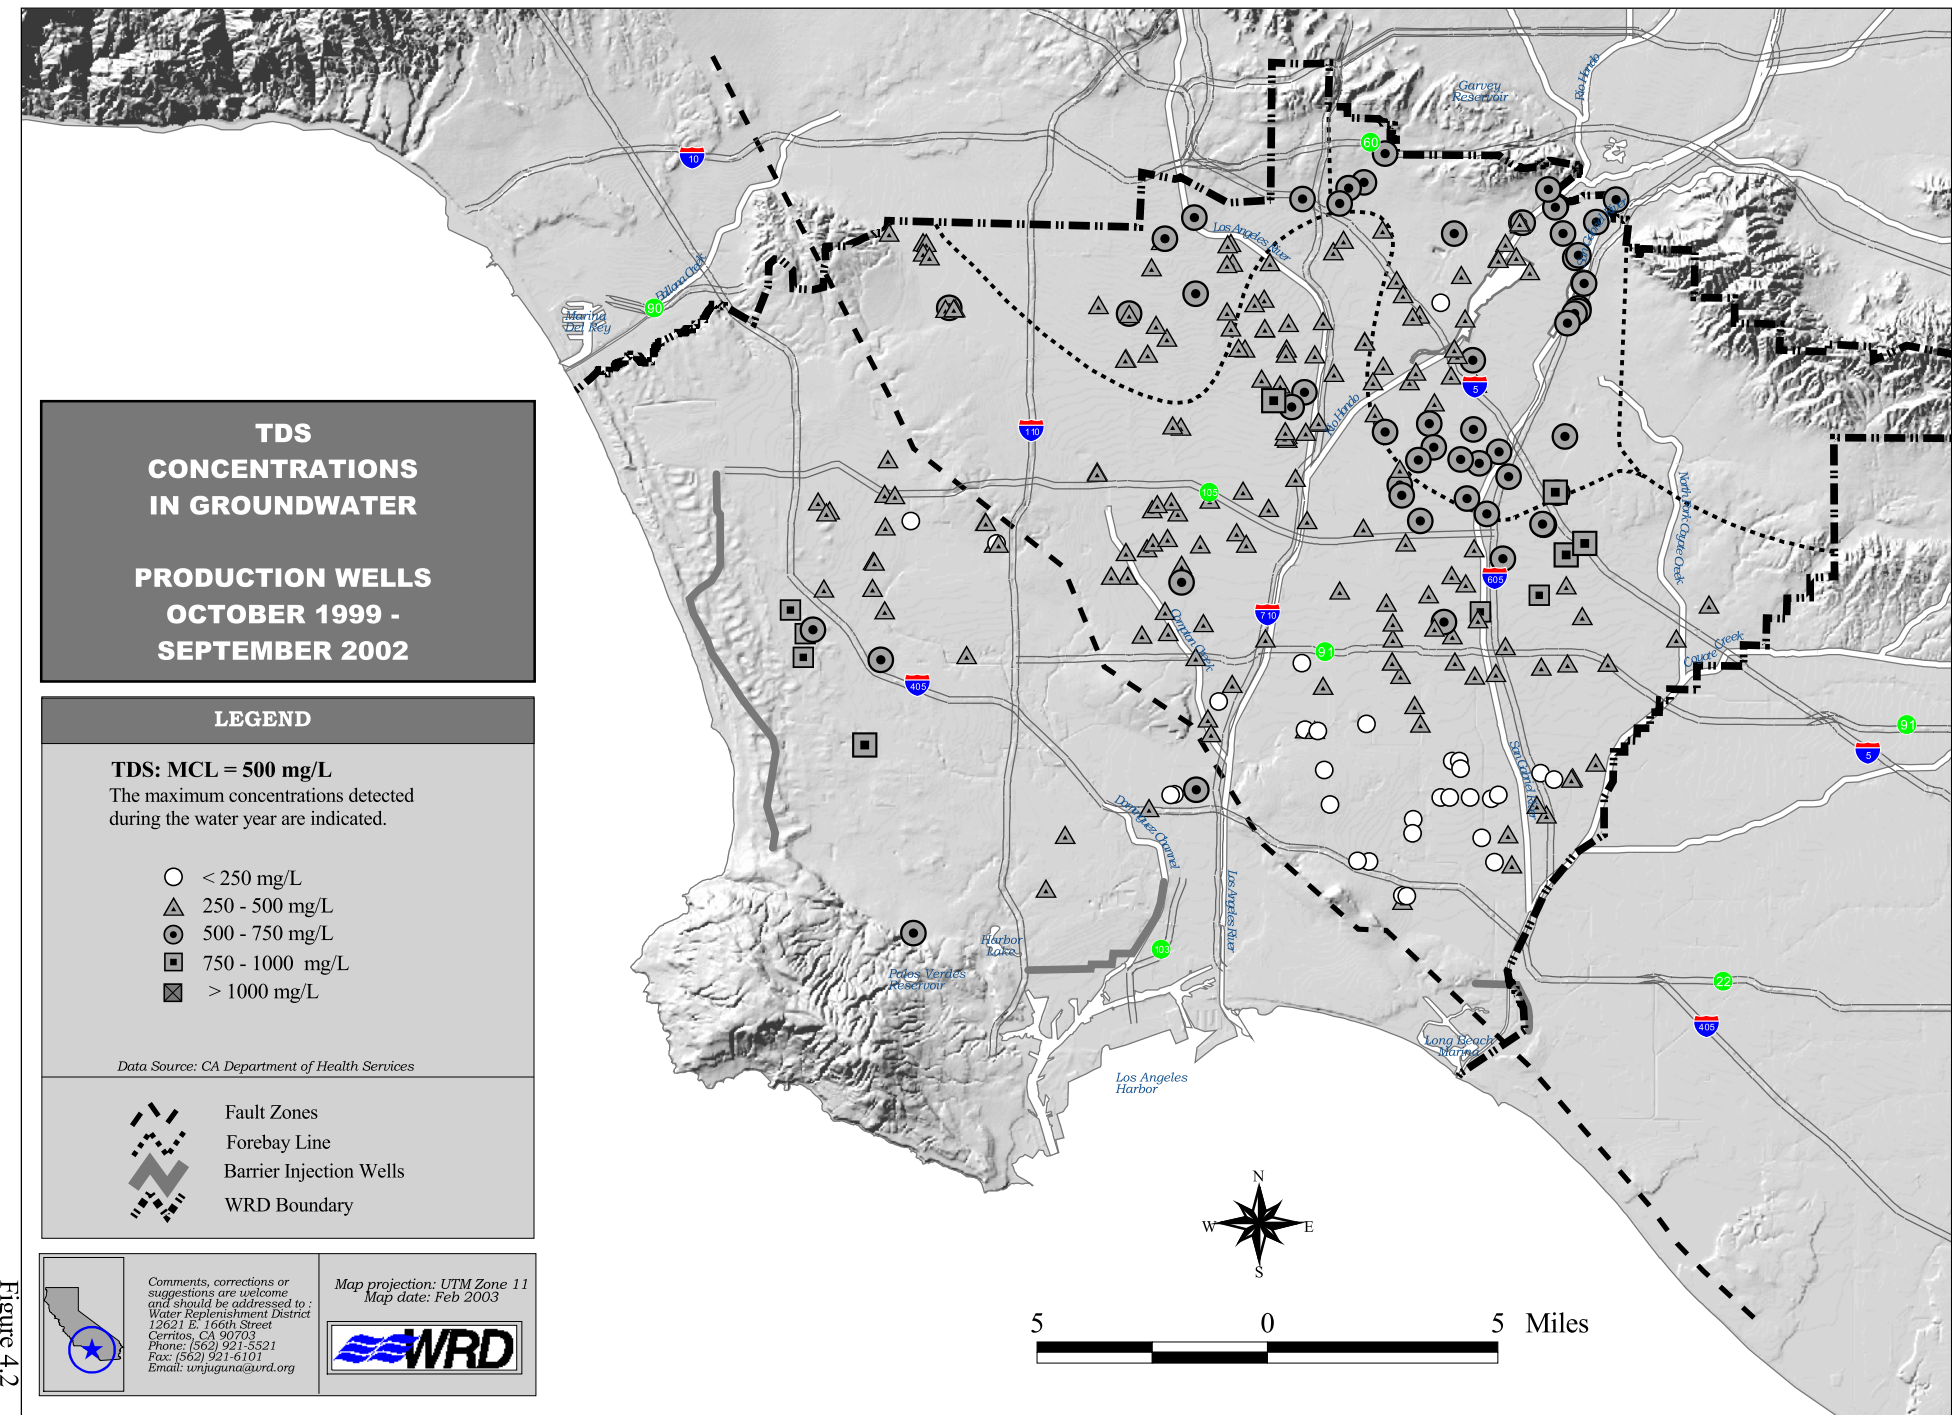 TDS
CONCENTRATIONS
IN GROUNDWATER
PRODUCTION WELLS
OCTOBER 1999 -
SEPTEMBER 2002
LEGEND
TDS: MCL = 500 mg/L
The maximum concentrations detected
during the water year are indicated.
< 250 mg/L
250 - 500 mg/L
500 - 750 mg/L
750 - 1000 mg/L
> 1000 mg/L
Data Source: CA Department of Health Services
Fault Zones
Forebay Line
Barrier Injection Wells
WRD Boundary
Comments, corrections or
suggestions are welcome
and should be addressed to :
Water Replenishment District
12621 E. 166th Street
Cerritos, CA 90703
Phone: (562) 921-5521
Fax: (562) 921-6101
Email: wnjuguna@wrd.org
Map projection: UTM Zone 11
Map date: Feb 2003
WRD
Figure 4.2
Garvey
Reservoir
Rio Hondo
60
10
Los Angeles River
San Gabriel River
Ballona Creek
90
Marina
Del Rey
5
Rio Hondo
110
105
North Fork Coyote Creek
605
710
Compton Creek
91
Coyote Creek
405
91
5
San Gabriel River
Dominguez Channel
Los Angeles River
Harbor
Lake
103
Palos Verdes
Reservoir
22
405
Long Beach
Marina
Los Angeles
Harbor
N
W
E
S
5
0
5
Miles